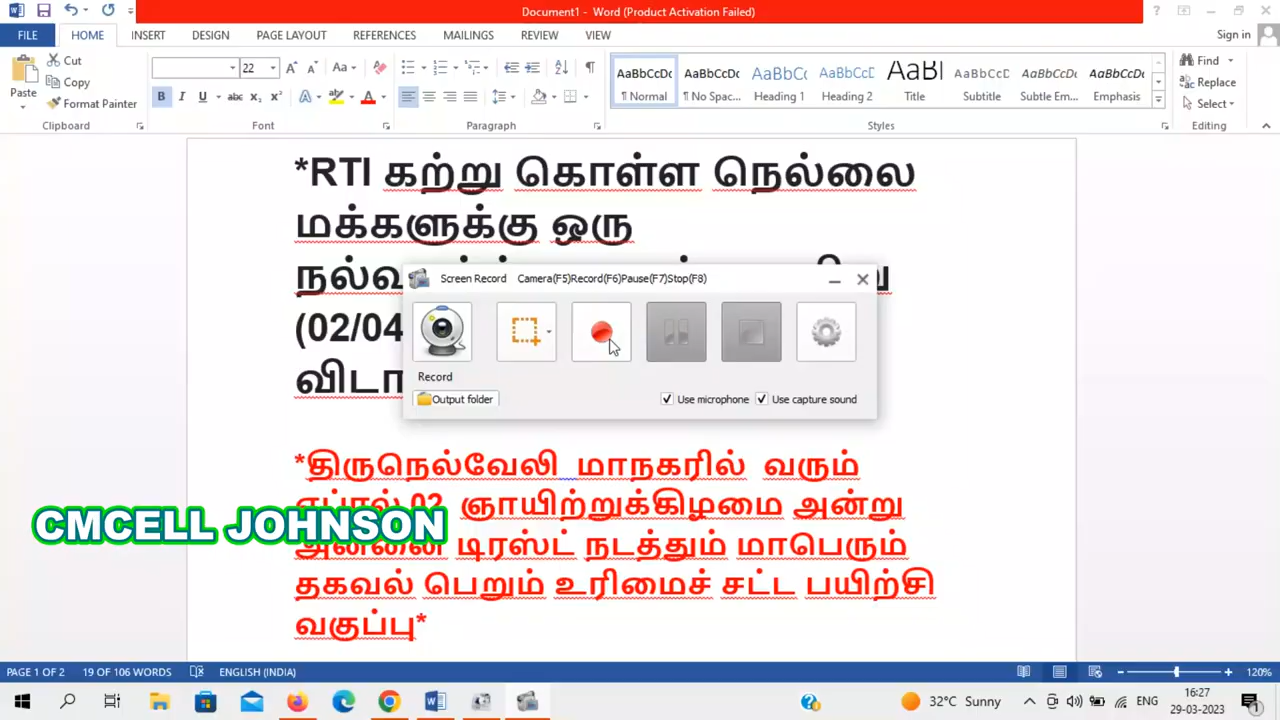 Document1 - Word (Product Activation Failed)
FILE HOME INSERT DESIGN PAGE LAYOUT REFERENCES MAILINGS REVIEW VIEW Sign in
Cut
Copy
Format Painter
Paste
22
AaBbCcDc AaBbCcDc AaBbCc AaBbCc AaBl AaBbCcD AaBbCcDc AaBbCcDc
¶ Normal ¶ No Spac... Heading 1 Heading 2 Title Subtitle Subtle Em... Emphasis
Find
Replace
Select
Clipboard Font Paragraph Styles Editing
*RTI கற்று கொள்ள நெல்லை
மக்களுக்கு ஒரு
(02/04
Screen Record Camera(F5)Record(F6)Pause(F7)Stop(F8)
Record
Output folder
Use microphone
Use capture sound
*திருநெல்வேலி மாநகரில் வரும்
02 ஞாயிற்றுக்கிழமை அன்று
CMCELL JOHNSON
டிரஸ்ட் நடத்தும் மாபெரும்
தகவல் பெறும் உரிமைச் சட்ட பயிற்சி
வகுப்பு*
PAGE 1 OF 2 19 OF 106 WORDS ENGLISH (INDIA) 120%
32°C Sunny ENG 16:27
29-03-2023